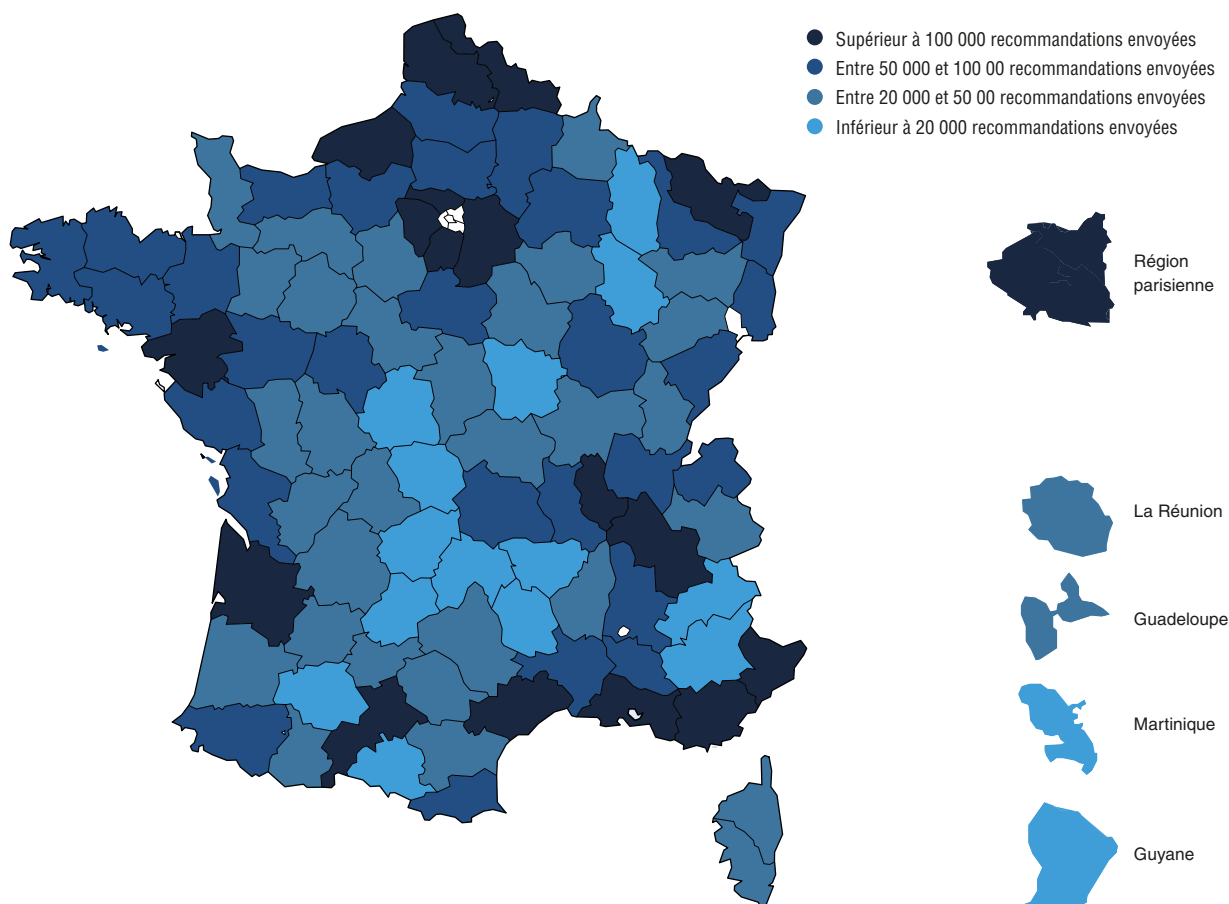 Supérieur à 100 000 recommandations envoyées
Entre 50 000 et 100 00 recommandations envoyées
Entre 20 000 et 50 00 recommandations envoyées
Inférieur à 20 000 recommandations envoyées
Région
parisienne
La Réunion
Guadeloupe
Martinique
Guyane